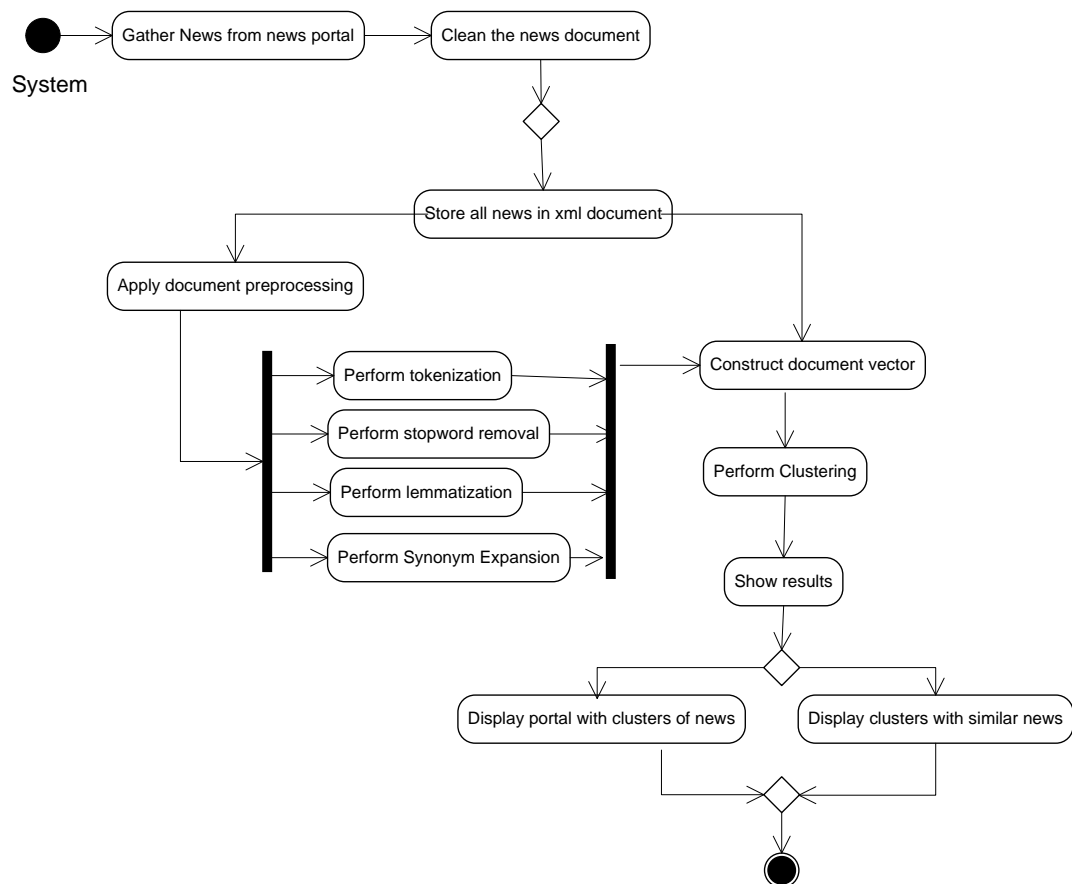 Gather News from news portal
Clean the news document
System
Store all news in xml document
Apply document preprocessing
Perform tokenization
Construct document vector
Perform stopword removal
Perform Clustering
Perform lemmatization
Perform Synonym Expansion
Show results
Display portal with clusters of news
Display clusters with similar news